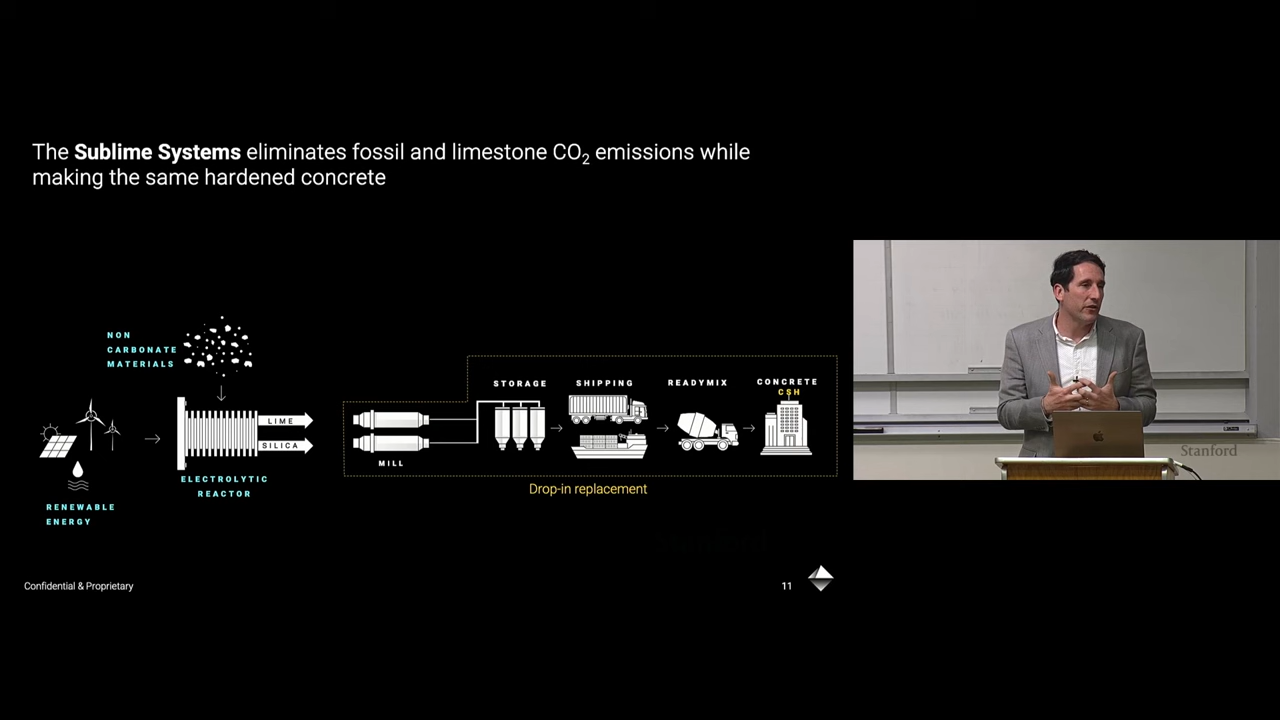 The Sublime Systems eliminates fossil and limestone CO₂ emissions while
making the same hardened concrete
NON
CARBONATE
MATERIALS
RENEWABLE
ENERGY
LIME
SILICA
ELECTROLYTIC
REACTOR
MILL
STORAGE
SHIPPING
READYMIX
CONCRETE
CSH
Drop-in replacement
Confidential & Proprietary
11
Stanford